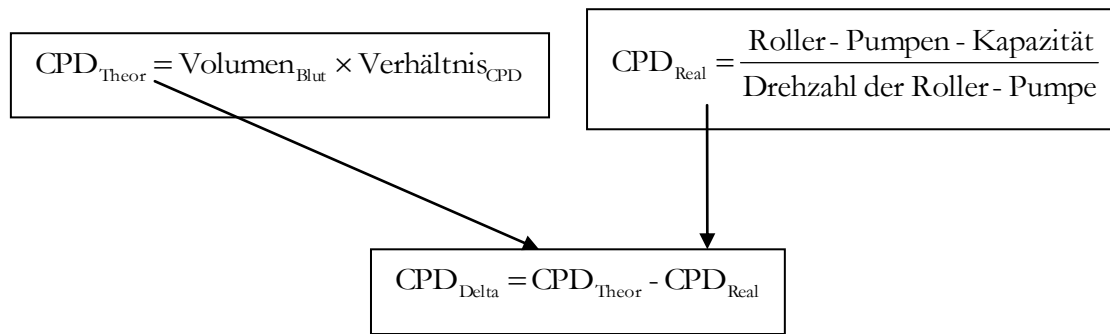 CPD_Theor = Volumen_Blut × Verhältnis_CPD
CPD_Real = Roller - Pumpen - Kapazität
Drehzahl der Roller - Pumpe
CPD_Delta = CPD_Theor - CPD_Real